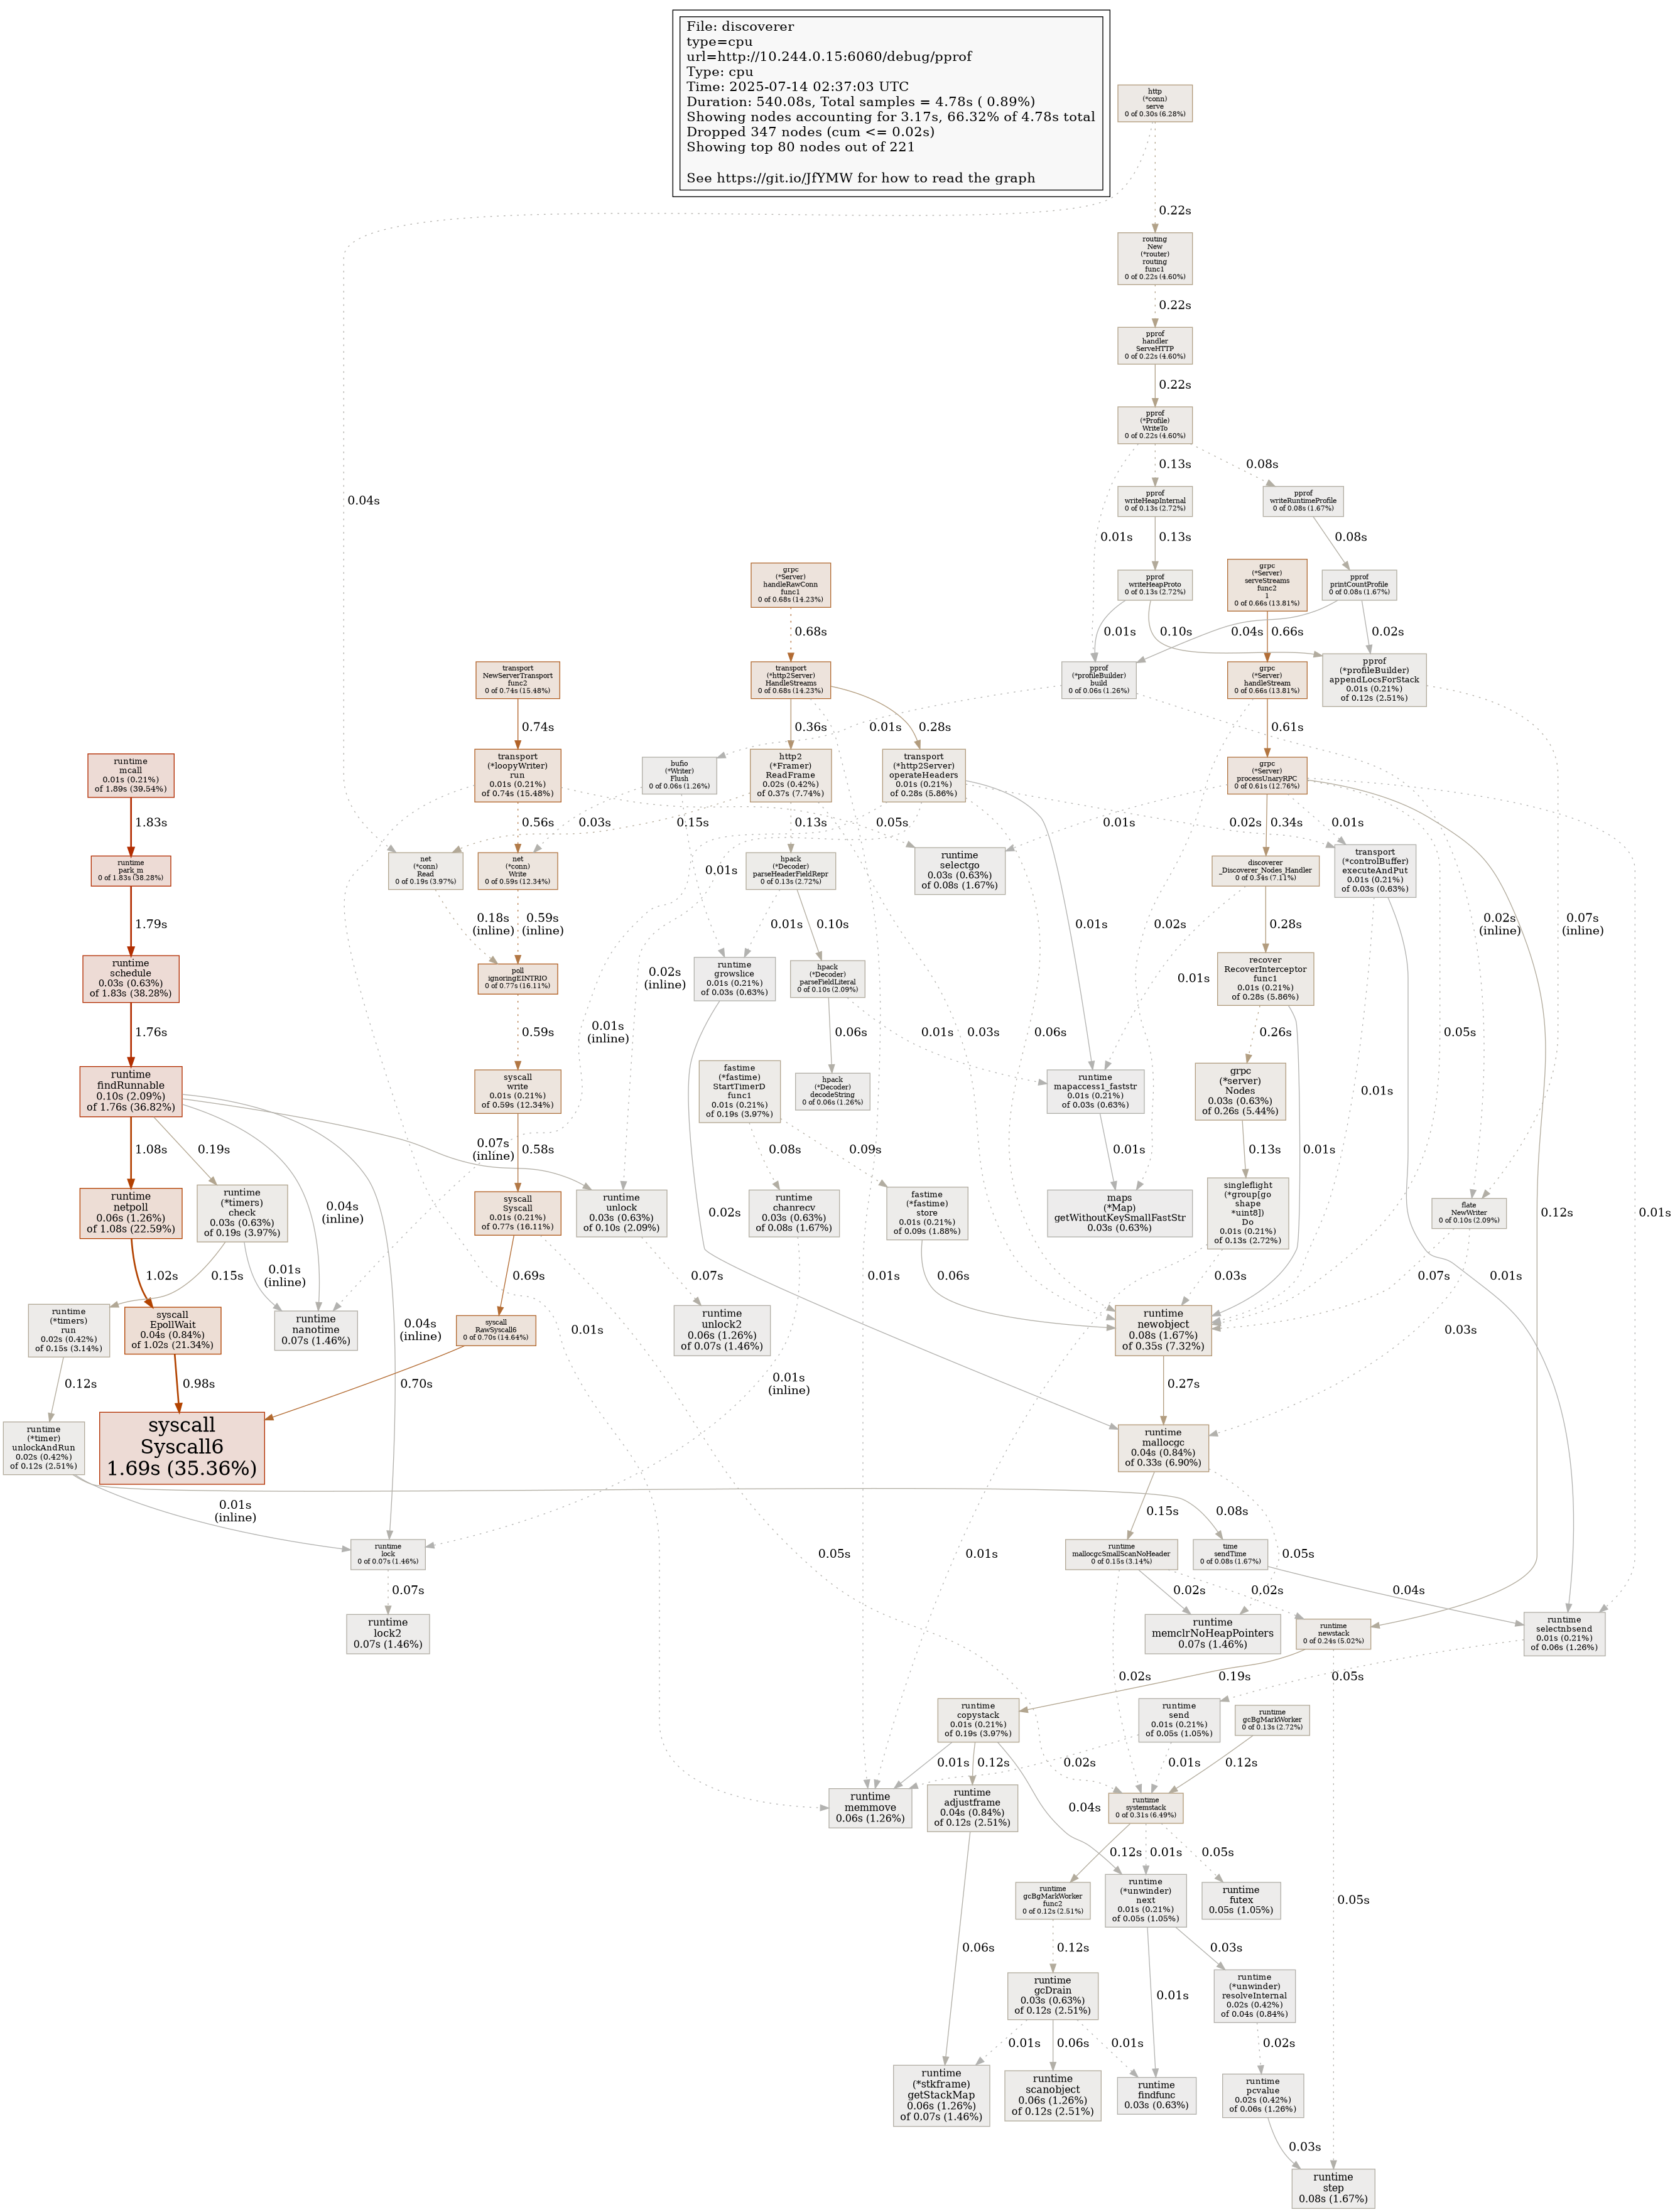 File: discoverer
type=cpu
url=http://10.244.0.15:6060/debug/pprof
Type: cpu
Time: 2025-07-14 02:37:03 UTC
Duration: 540.08s, Total samples = 4.78s ( 0.89%)
Showing nodes accounting for 3.17s, 66.32% of 4.78s total
Dropped 347 nodes (cum <= 0.02s)
Showing top 80 nodes out of 221
See https://git.io/JfYMW for how to read the graph
http
(*conn)
serve
0 of 0.30s (6.28%)
0.22s
routing
New
(*router)
routing
func1
0 of 0.22s (4.60%)
0.22s
pprof
handler
ServeHTTP
0 of 0.22s (4.60%)
0.22s
pprof
(*Profile)
WriteTo
0 of 0.22s (4.60%)
0.04s
0.13s
0.08s
0.01s
pprof
writeHeapInternal
0 of 0.13s (2.72%)
pprof
writeRuntimeProfile
0 of 0.08s (1.67%)
0.13s
0.08s
grpc
(*Server)
handleRawConn
func1
0 of 0.68s (14.23%)
pprof
writeHeapProto
0 of 0.13s (2.72%)
grpc
(*Server)
serveStreams
func2
1
0 of 0.66s (13.81%)
pprof
printCountProfile
0 of 0.08s (1.67%)
0.68s
0.01s
0.10s
0.04s
0.66s
0.02s
transport
NewServerTransport
func2
0 of 0.74s (15.48%)
transport
(*http2Server)
HandleStreams
0 of 0.68s (14.23%)
pprof
(*profileBuilder)
build
0 of 0.06s (1.26%)
grpc
(*Server)
handleStream
0 of 0.66s (13.81%)
pprof
(*profileBuilder)
appendLocsForStack
0.01s (0.21%)
of 0.12s (2.51%)
0.74s
0.36s
0.01s
0.28s
0.61s
runtime
mcall
0.01s (0.21%)
of 1.89s (39.54%)
transport
(*loopyWriter)
run
0.01s (0.21%)
of 0.74s (15.48%)
bufio
(*Writer)
Flush
0 of 0.06s (1.26%)
http2
(*Framer)
ReadFrame
0.02s (0.42%)
of 0.37s (7.74%)
transport
(*http2Server)
operateHeaders
0.01s (0.21%)
of 0.28s (5.86%)
grpc
(*Server)
processUnaryRPC
0 of 0.61s (12.76%)
1.83s
0.56s
0.03s
0.15s
0.13s
0.05s
0.01s
0.02s
0.34s
0.01s
runtime
park_m
0 of 1.83s (38.28%)
net
(*conn)
Read
0 of 0.19s (3.97%)
net
(*conn)
Write
0 of 0.59s (12.34%)
0.01s
hpack
(*Decoder)
parseHeaderFieldRepr
0 of 0.13s (2.72%)
runtime
selectgo
0.03s (0.63%)
of 0.08s (1.67%)
discoverer
_Discoverer_Nodes_Handler
0 of 0.34s (7.11%)
transport
(*controlBuffer)
executeAndPut
0.01s (0.21%)
of 0.03s (0.63%)
1.79s
0.18s
(inline)
0.59s
(inline)
0.01s
0.10s
0.01s
0.02s
0.28s
0.02s
(inline)
0.07s
(inline)
runtime
schedule
0.03s (0.63%)
of 1.83s (38.28%)
poll
ignoringEINTRIO
0 of 0.77s (16.11%)
0.02s
(inline)
runtime
growslice
0.01s (0.21%)
of 0.03s (0.63%)
hpack
(*Decoder)
parseFieldLiteral
0 of 0.10s (2.09%)
0.01s
recover
RecoverInterceptor
func1
0.01s (0.21%)
of 0.28s (5.86%)
1.76s
0.59s
0.01s
(inline)
0.06s
0.01s
0.03s
0.06s
0.26s
0.05s
runtime
findRunnable
0.10s (2.09%)
of 1.76s (36.82%)
syscall
write
0.01s (0.21%)
of 0.59s (12.34%)
fastime
(*fastime)
StartTimerD
func1
0.01s (0.21%)
of 0.19s (3.97%)
hpack
(*Decoder)
decodeString
0 of 0.06s (1.26%)
runtime
mapaccess1_faststr
0.01s (0.21%)
of 0.03s (0.63%)
grpc
(*server)
Nodes
0.03s (0.63%)
of 0.26s (5.44%)
0.01s
1.08s
0.19s
0.07s
(inline)
0.58s
0.08s
0.09s
0.01s
0.13s
0.01s
runtime
netpoll
0.06s (1.26%)
of 1.08s (22.59%)
runtime
(*timers)
check
0.03s (0.63%)
of 0.19s (3.97%)
0.04s
(inline)
syscall
Syscall
0.01s (0.21%)
of 0.77s (16.11%)
runtime
unlock
0.03s (0.63%)
of 0.10s (2.09%)
0.02s
runtime
chanrecv
0.03s (0.63%)
of 0.08s (1.67%)
fastime
(*fastime)
store
0.01s (0.21%)
of 0.09s (1.88%)
maps
(*Map)
getWithoutKeySmallFastStr
0.03s (0.63%)
singleflight
(*group[go
shape
*uint8])
Do
0.01s (0.21%)
of 0.13s (2.72%)
flate
NewWriter
0 of 0.10s (2.09%)
0.12s
0.01s
1.02s
0.15s
0.01s
(inline)
0.69s
0.07s
0.01s
0.06s
0.03s
0.07s
0.01s
runtime
(*timers)
run
0.02s (0.42%)
of 0.15s (3.14%)
syscall
EpollWait
0.04s (0.84%)
of 1.02s (21.34%)
runtime
nanotime
0.07s (1.46%)
0.04s
(inline)
syscall
RawSyscall6
0 of 0.70s (14.64%)
0.01s
runtime
unlock2
0.06s (1.26%)
of 0.07s (1.46%)
runtime
newobject
0.08s (1.67%)
of 0.35s (7.32%)
0.03s
0.12s
0.98s
0.70s
0.01s
(inline)
0.27s
runtime
(*timer)
unlockAndRun
0.02s (0.42%)
of 0.12s (2.51%)
syscall
Syscall6
1.69s (35.36%)
runtime
mallocgc
0.04s (0.84%)
of 0.33s (6.90%)
0.01s
(inline)
0.15s
0.08s
runtime
lock
0 of 0.07s (1.46%)
0.05s
0.01s
runtime
mallocgcSmallScanNoHeader
0 of 0.15s (3.14%)
time
sendTime
0 of 0.08s (1.67%)
0.05s
0.07s
0.02s
0.02s
0.04s
runtime
lock2
0.07s (1.46%)
runtime
memclrNoHeapPointers
0.07s (1.46%)
runtime
newstack
0 of 0.24s (5.02%)
runtime
selectnbsend
0.01s (0.21%)
of 0.06s (1.26%)
0.02s
0.19s
0.05s
runtime
copystack
0.01s (0.21%)
of 0.19s (3.97%)
runtime
send
0.01s (0.21%)
of 0.05s (1.05%)
runtime
gcBgMarkWorker
0 of 0.13s (2.72%)
0.01s
0.12s
0.02s
0.01s
0.12s
runtime
memmove
0.06s (1.26%)
runtime
adjustframe
0.04s (0.84%)
of 0.12s (2.51%)
0.04s
runtime
systemstack
0 of 0.31s (6.49%)
0.12s
0.01s
0.05s
runtime
gcBgMarkWorker
func2
0 of 0.12s (2.51%)
runtime
(*unwinder)
next
0.01s (0.21%)
of 0.05s (1.05%)
runtime
futex
0.05s (1.05%)
0.05s
0.06s
0.12s
0.03s
runtime
gcDrain
0.03s (0.63%)
of 0.12s (2.51%)
0.01s
runtime
(*unwinder)
resolveInternal
0.02s (0.42%)
of 0.04s (0.84%)
0.01s
0.06s
0.01s
0.02s
runtime
(*stkframe)
getStackMap
0.06s (1.26%)
of 0.07s (1.46%)
runtime
scanobject
0.06s (1.26%)
of 0.12s (2.51%)
runtime
findfunc
0.03s (0.63%)
runtime
pcvalue
0.02s (0.42%)
of 0.06s (1.26%)
0.03s
runtime
step
0.08s (1.67%)